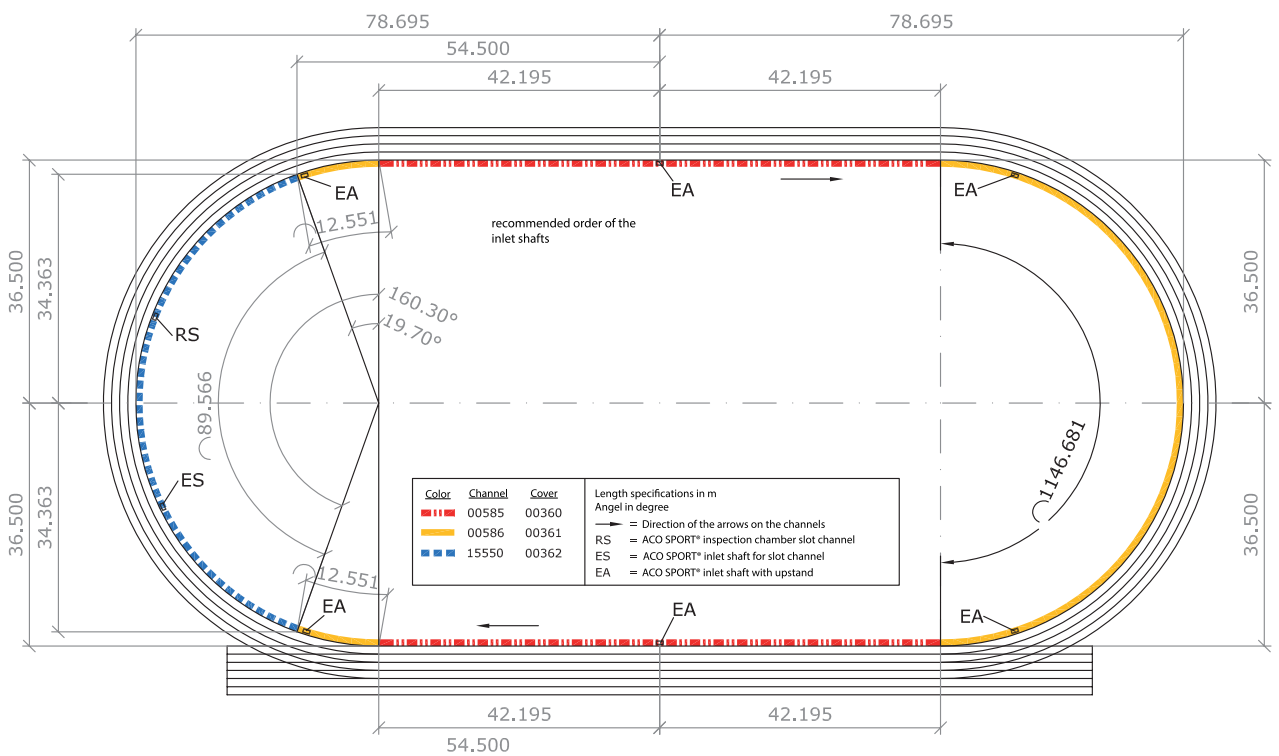 78.695
78.695
54.500
42.195
42.195
EA
EA
EA
12.551
recommended order of the
inlet shafts
36.500
34.363
36.500
160.30°
19.70°
RS
89.566
1146.681
ES
36.500
34.363
36.500
Color Channel Cover
00585 00360
00586 00361
15550 00362
Length specifications in m
Angel in degree
= Direction of the arrows on the channels
RS = ACO SPORT® inspection chamber slot channel
ES = ACO SPORT® inlet shaft for slot channel
EA = ACO SPORT® inlet shaft with upstand
12.551
EA
EA
EA
42.195
42.195
54.500